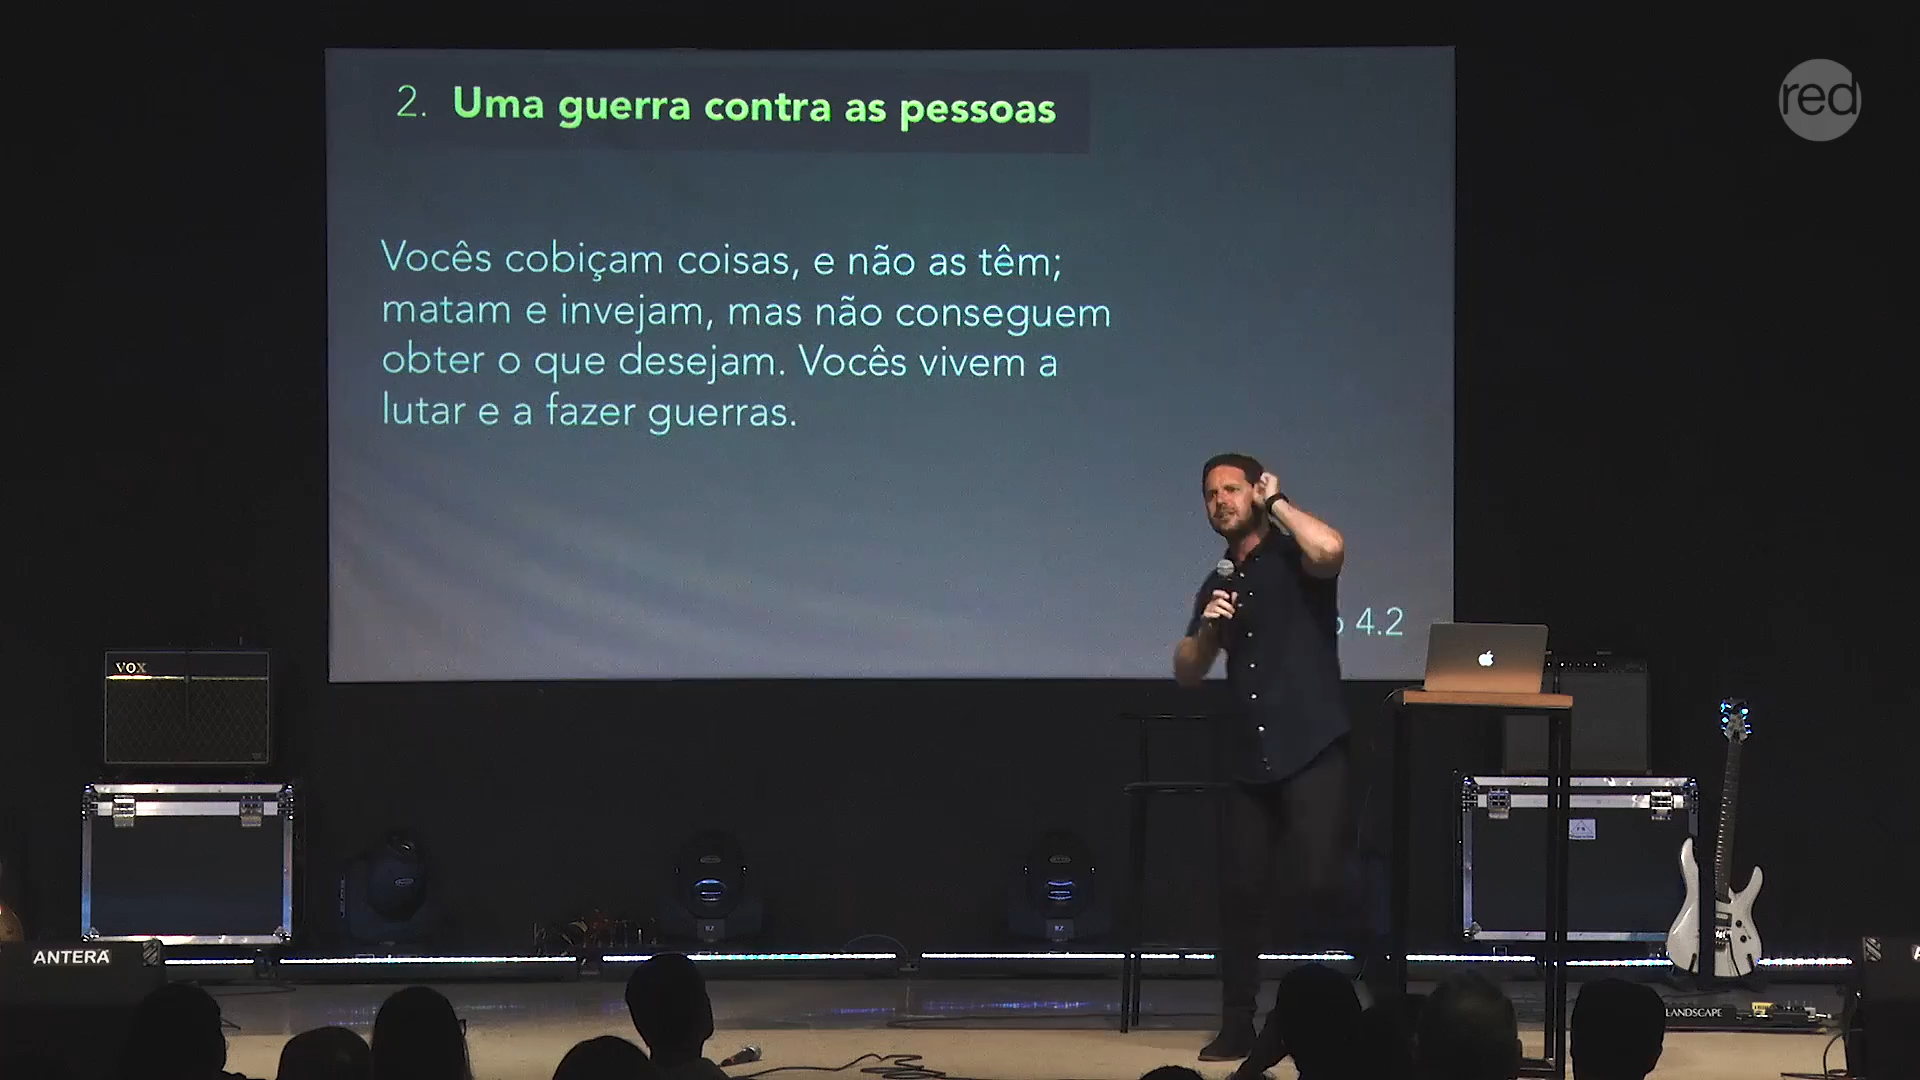 red
2. Uma guerra contra as pessoas
Vocês cobiçam coisas, e não as têm;
matam e invejam, mas não conseguem
obter o que desejam. Vocês vivem a
lutar e a fazer guerras.
4.2
VOX
ANTERA
LANDSCAPE